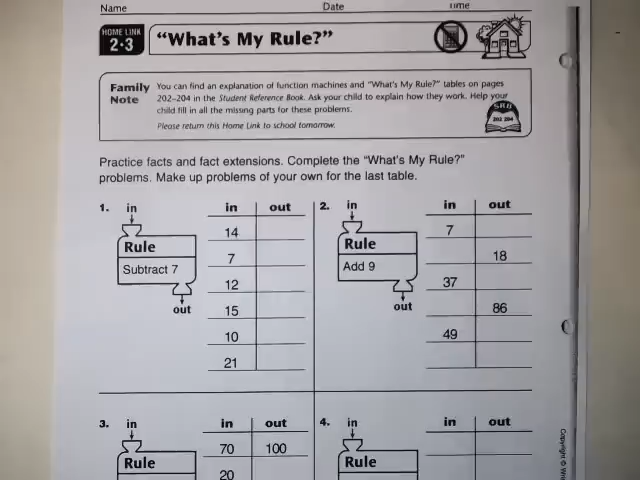 Name Date Time
HOME LINK
2•3
"What's My Rule?"
Family
Note
You can find an explanation of function machines and "What's My Rule?" tables on pages
202–204 in the Student Reference Book. Ask your child to explain how they work. Help your
child fill in all the missing parts for these problems.
Please return this Home Link to school tomorrow.
SRB
202 204
Practice facts and fact extensions. Complete the "What's My Rule?"
problems. Make up problems of your own for the last table.
1. in
Rule
Subtract 7
out
in out
14
7
12
15
10
21
2. in
Rule
Add 9
out
in out
7
18
37
86
49
3. in
Rule
in out
70 100
20
4. in
Rule
in out
Copyright ©